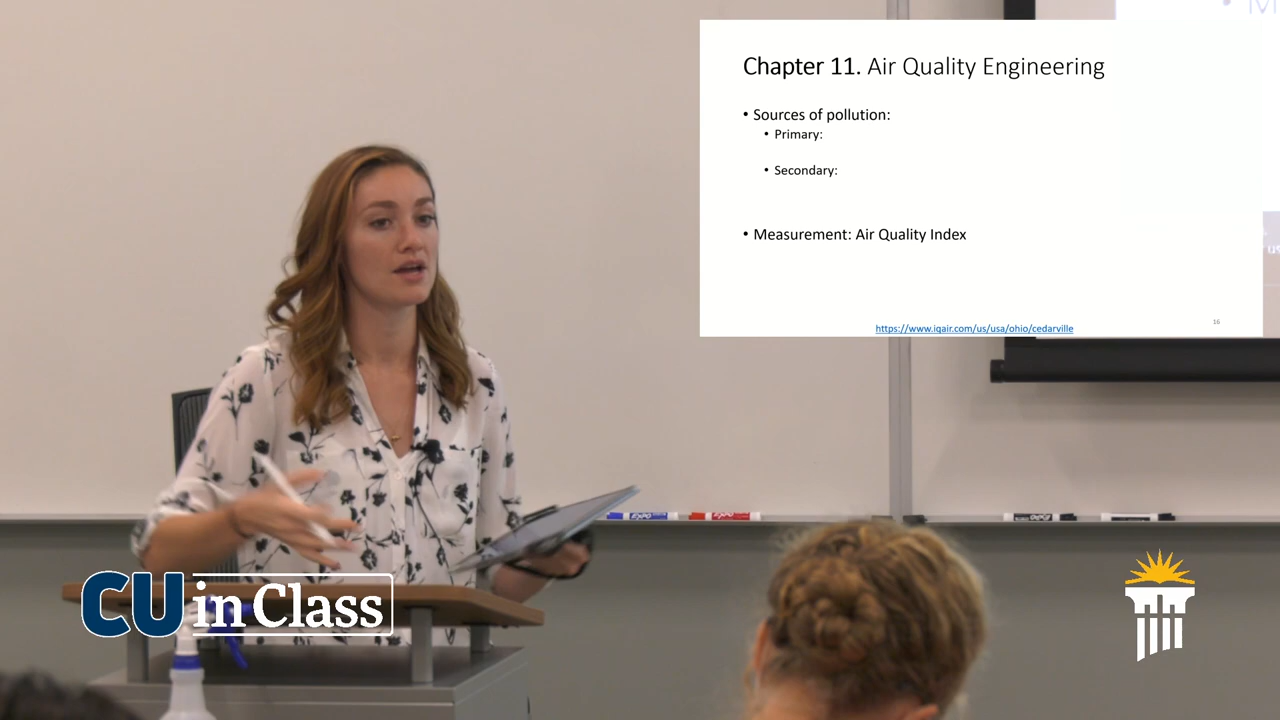 Chapter 11. Air Quality Engineering
• Sources of pollution:
• Primary:
• Secondary:
• Measurement: Air Quality Index
https://www.iqair.com/us/usa/ohio/cedarville
16
CU in Class